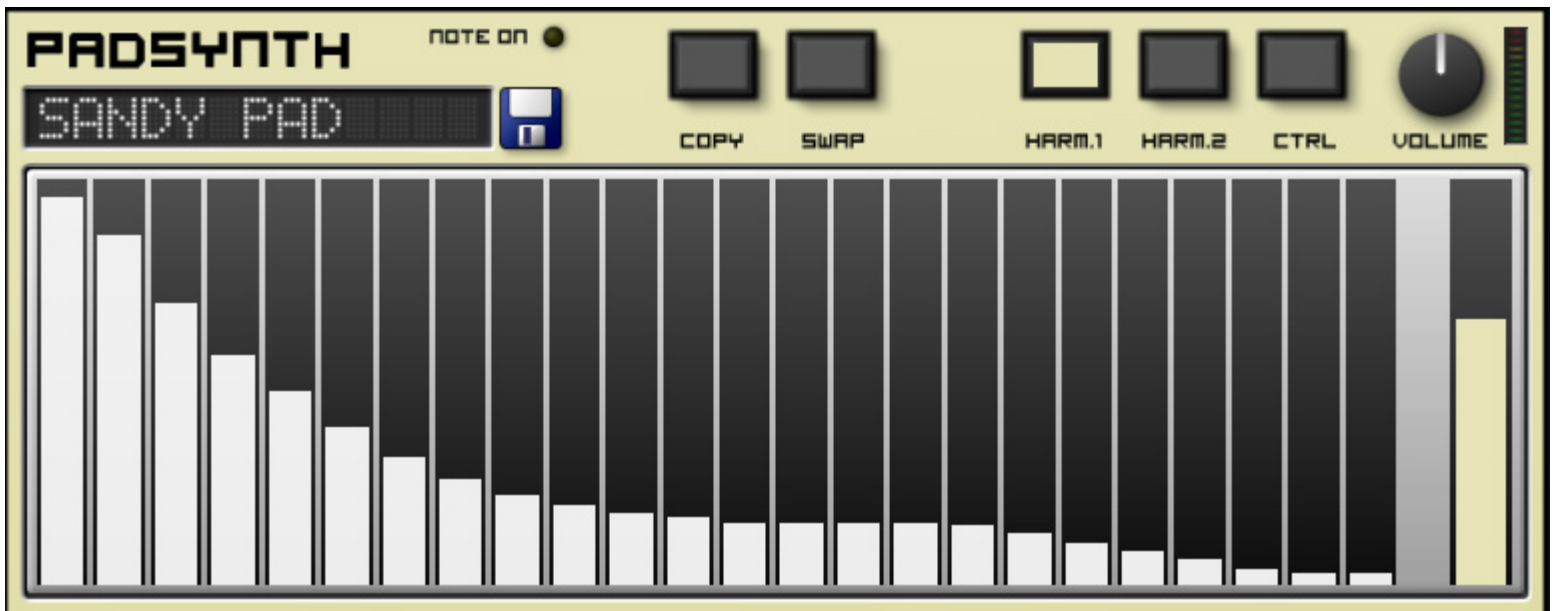 PADSYNTH
NOTE ON
SANDY PAD
COPY
SWAP
HARM.1
HARM.2
CTRL
VOLUME